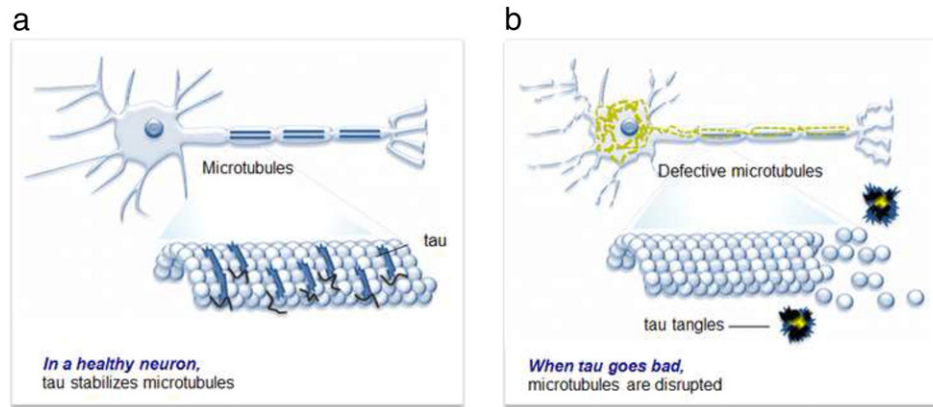 a
Microtubules
tau
In a healthy neuron,
tau stabilizes microtubules
b
Defective microtubules
tau tangles
When tau goes bad,
microtubules are disrupted